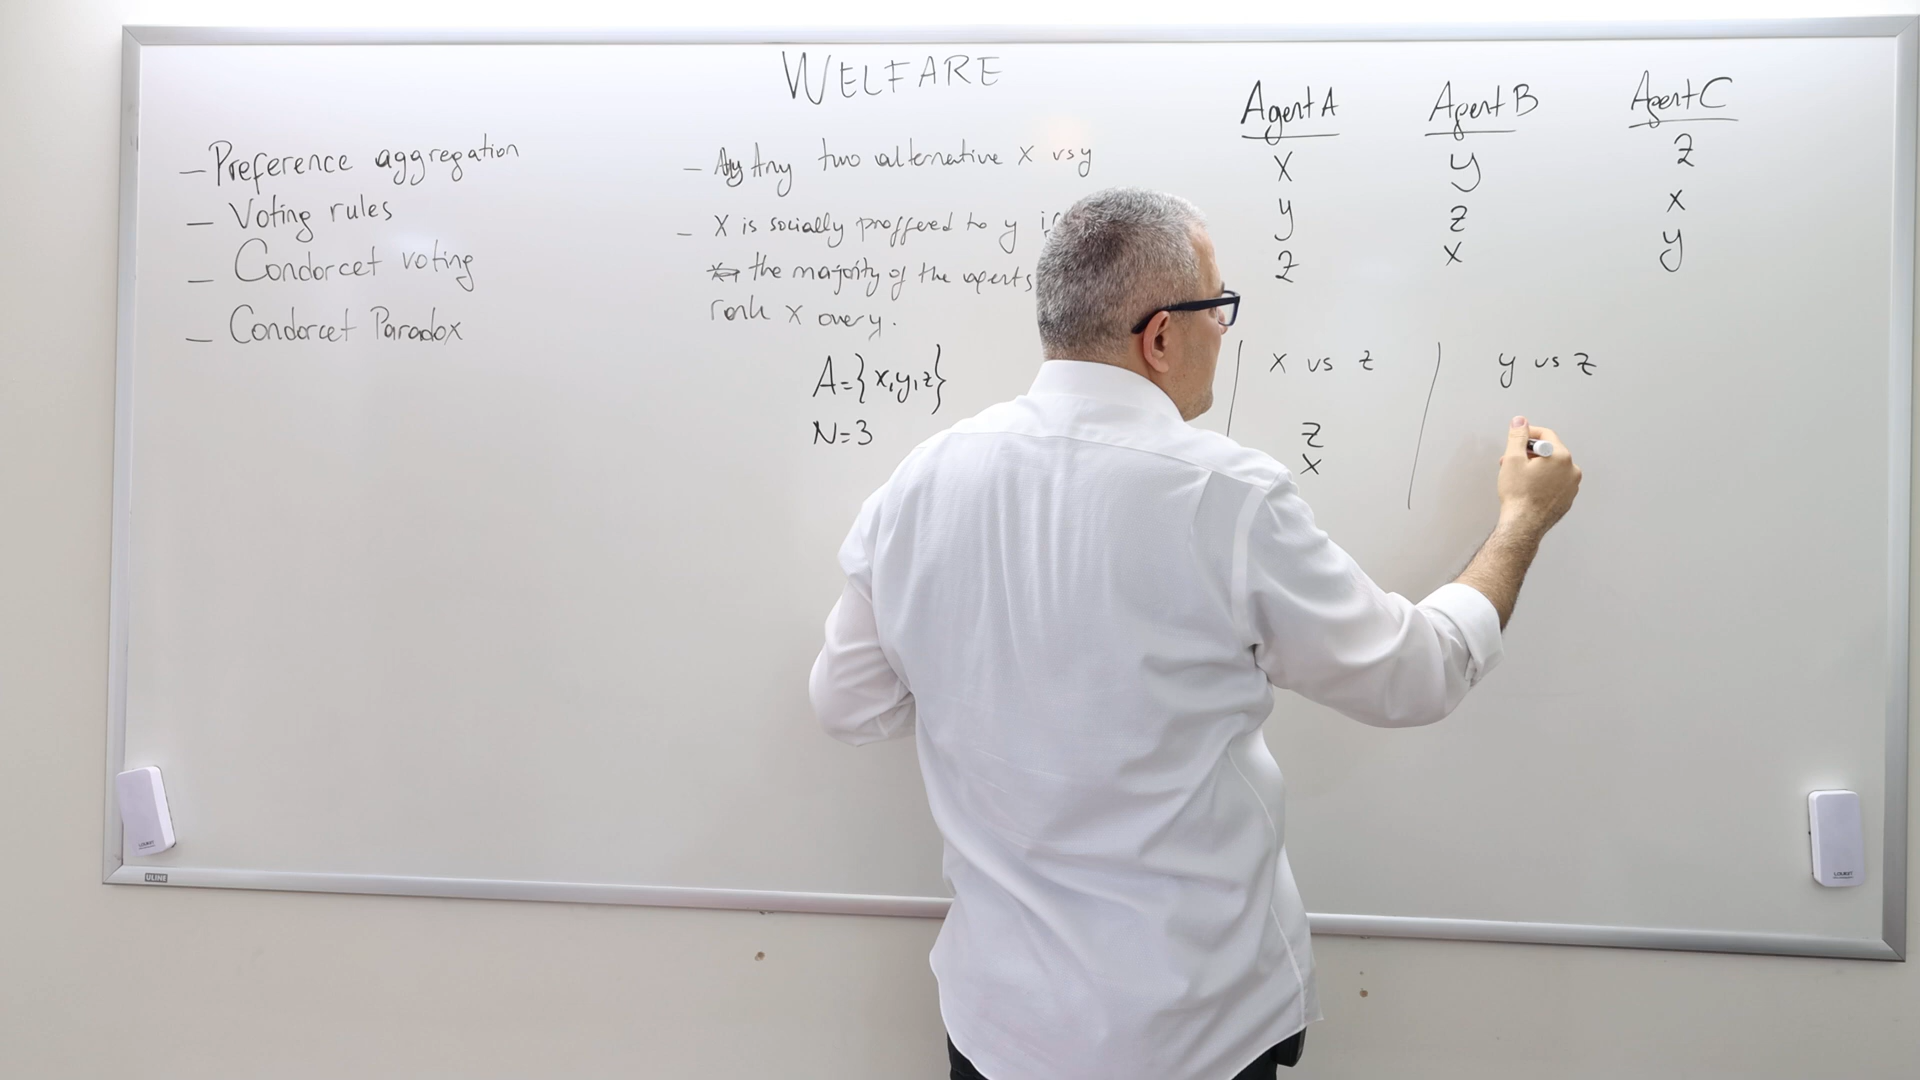 WELFARE
- Preference aggregation
- Voting rules
- Condorcet voting
- Condorcet Paradox
- Any two alternative X vs y
- X is socially proffered to y if
the majority of the agents
rank X over y.
A={x,y,z}
N=3
Agent A
X
y
z
Agent B
y
z
X
Agent C
z
x
y
X vs z
z
X
y vs z
ULINE